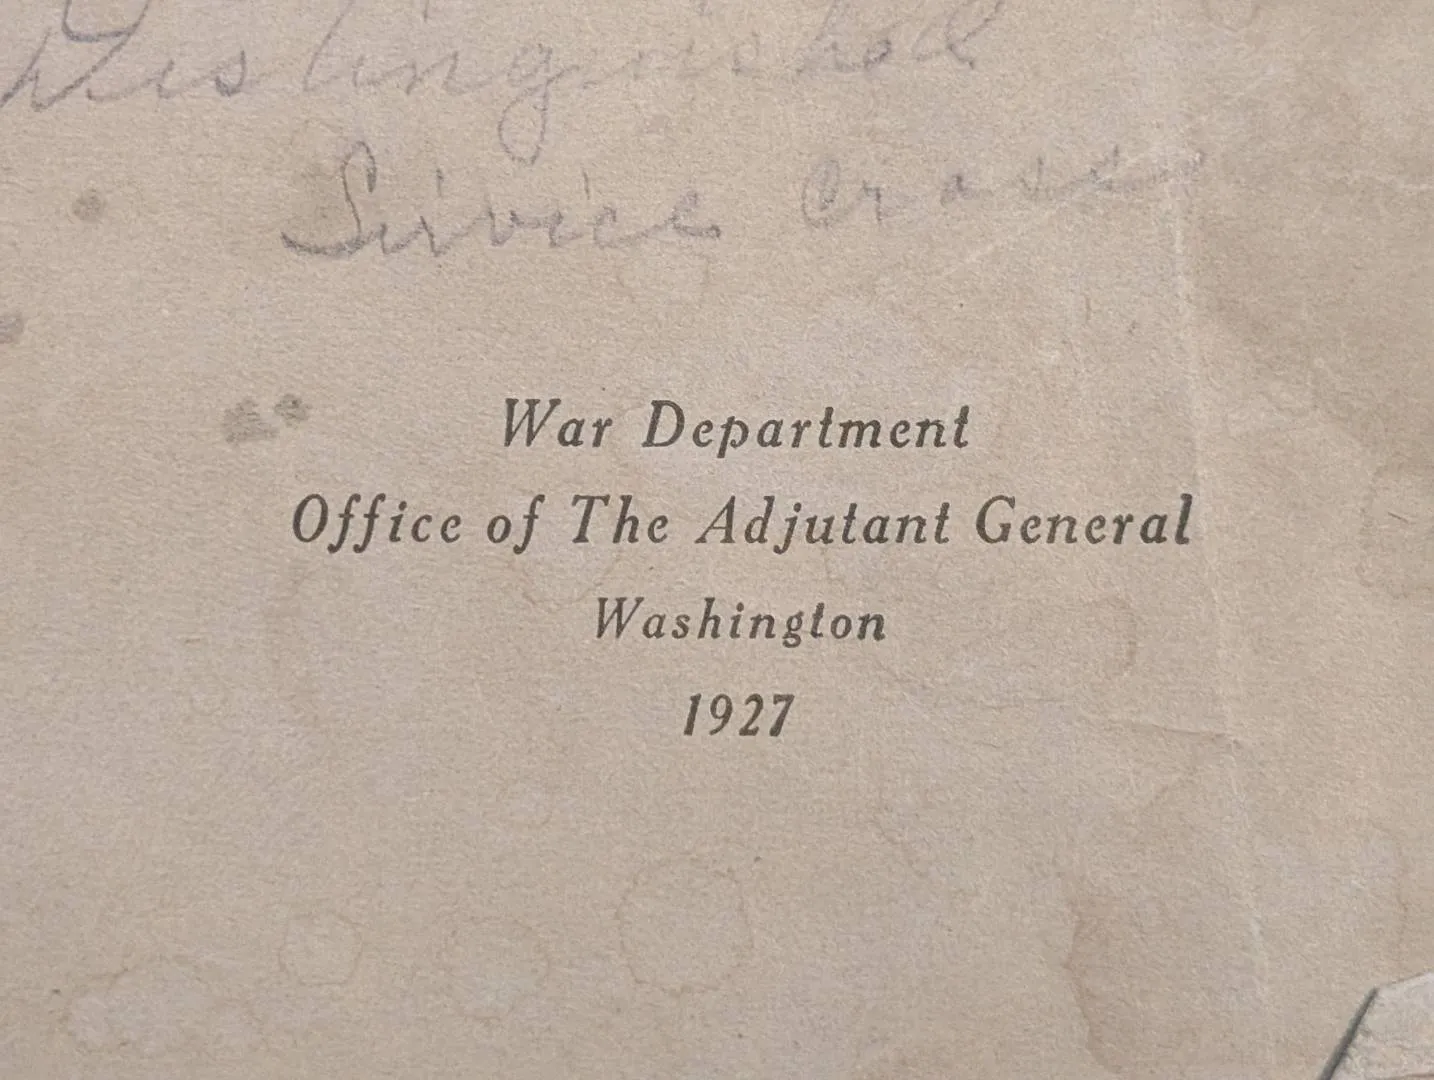 Distinguished
Service Cross
War Department
Office of The Adjutant General
Washington
1927